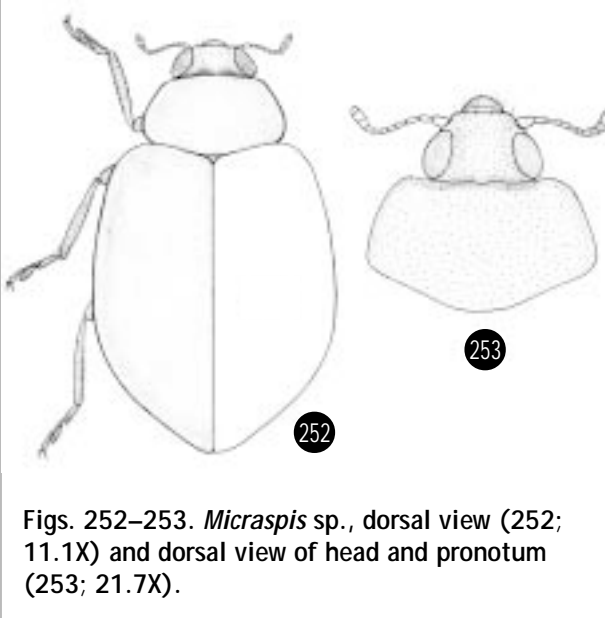 253
252
Figs. 252–253. Micraspis sp., dorsal view (252;
11.1X) and dorsal view of head and pronotum
(253; 21.7X).